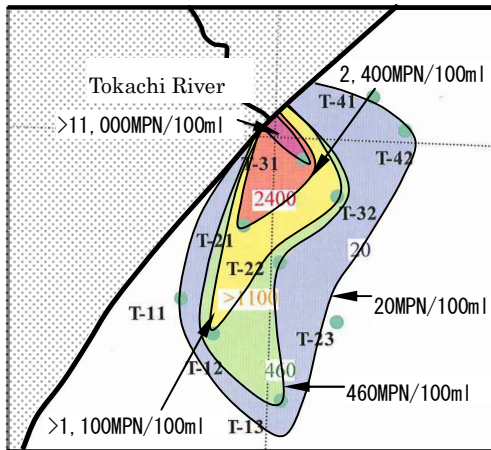 2, 400MPN/100ml
Tokachi River
T-41
>11, 000MPN/100ml
T-42
T-31
2400
T-32
T-21
20
T-22
T-11
>1100
20MPN/100ml
T-23
T-12
460
460MPN/100ml
>1, 100MPN/100ml
T-13